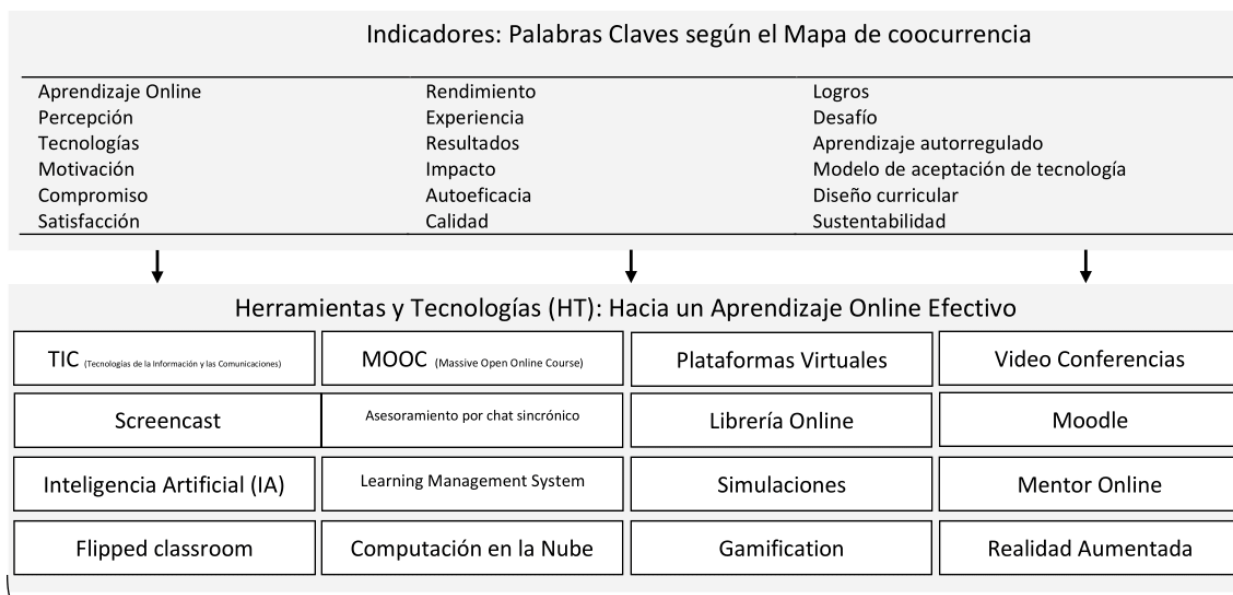 Indicadores: Palabras Claves según el Mapa de coocurrencia
Aprendizaje Online
Percepción
Tecnologías
Motivación
Compromiso
Satisfacción
Rendimiento
Experiencia
Resultados
Impacto
Autoeficacia
Calidad
Logros
Desafío
Aprendizaje autorregulado
Modelo de aceptación de tecnología
Diseño curricular
Sustentabilidad
Herramientas y Tecnologías (HT): Hacia un Aprendizaje Online Efectivo
TIC (Tecnologías de la Información y las Comunicaciones)
MOOC (Massive Open Online Course)
Plataformas Virtuales
Video Conferencias
Screencast
Asesoramiento por chat sincrónico
Librería Online
Moodle
Inteligencia Artificial (IA)
Learning Management System
Simulaciones
Mentor Online
Flipped classroom
Computación en la Nube
Gamification
Realidad Aumentada